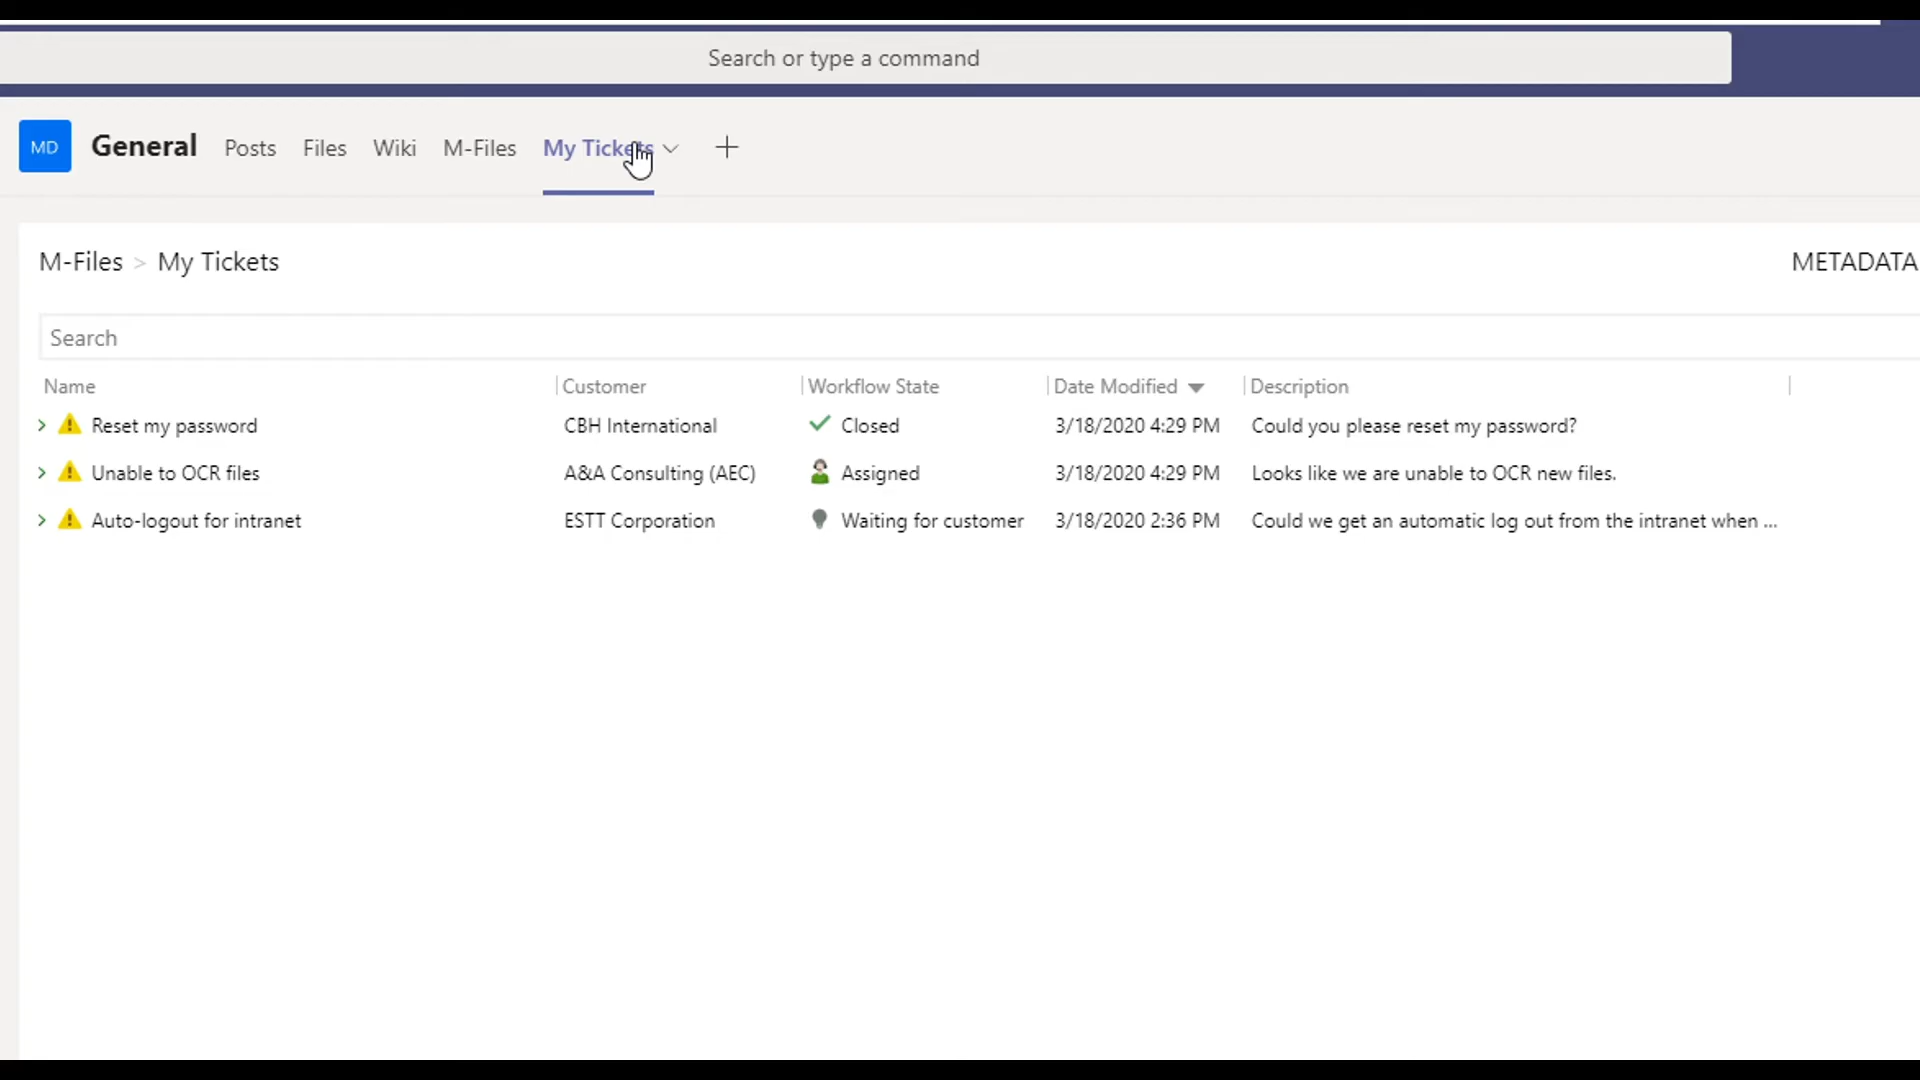 Search or type a command
MD General Posts Files Wiki M-Files My Tickets
M-Files > My Tickets METADATA
Search
Name Customer Workflow State Date Modified Description
Reset my password CBH International Closed 3/18/2020 4:29 PM Could you please reset my password?
Unable to OCR files A&A Consulting (AEC) Assigned 3/18/2020 4:29 PM Looks like we are unable to OCR new files.
Auto-logout for intranet ESTT Corporation Waiting for customer 3/18/2020 2:36 PM Could we get an automatic log out from the intranet when ...